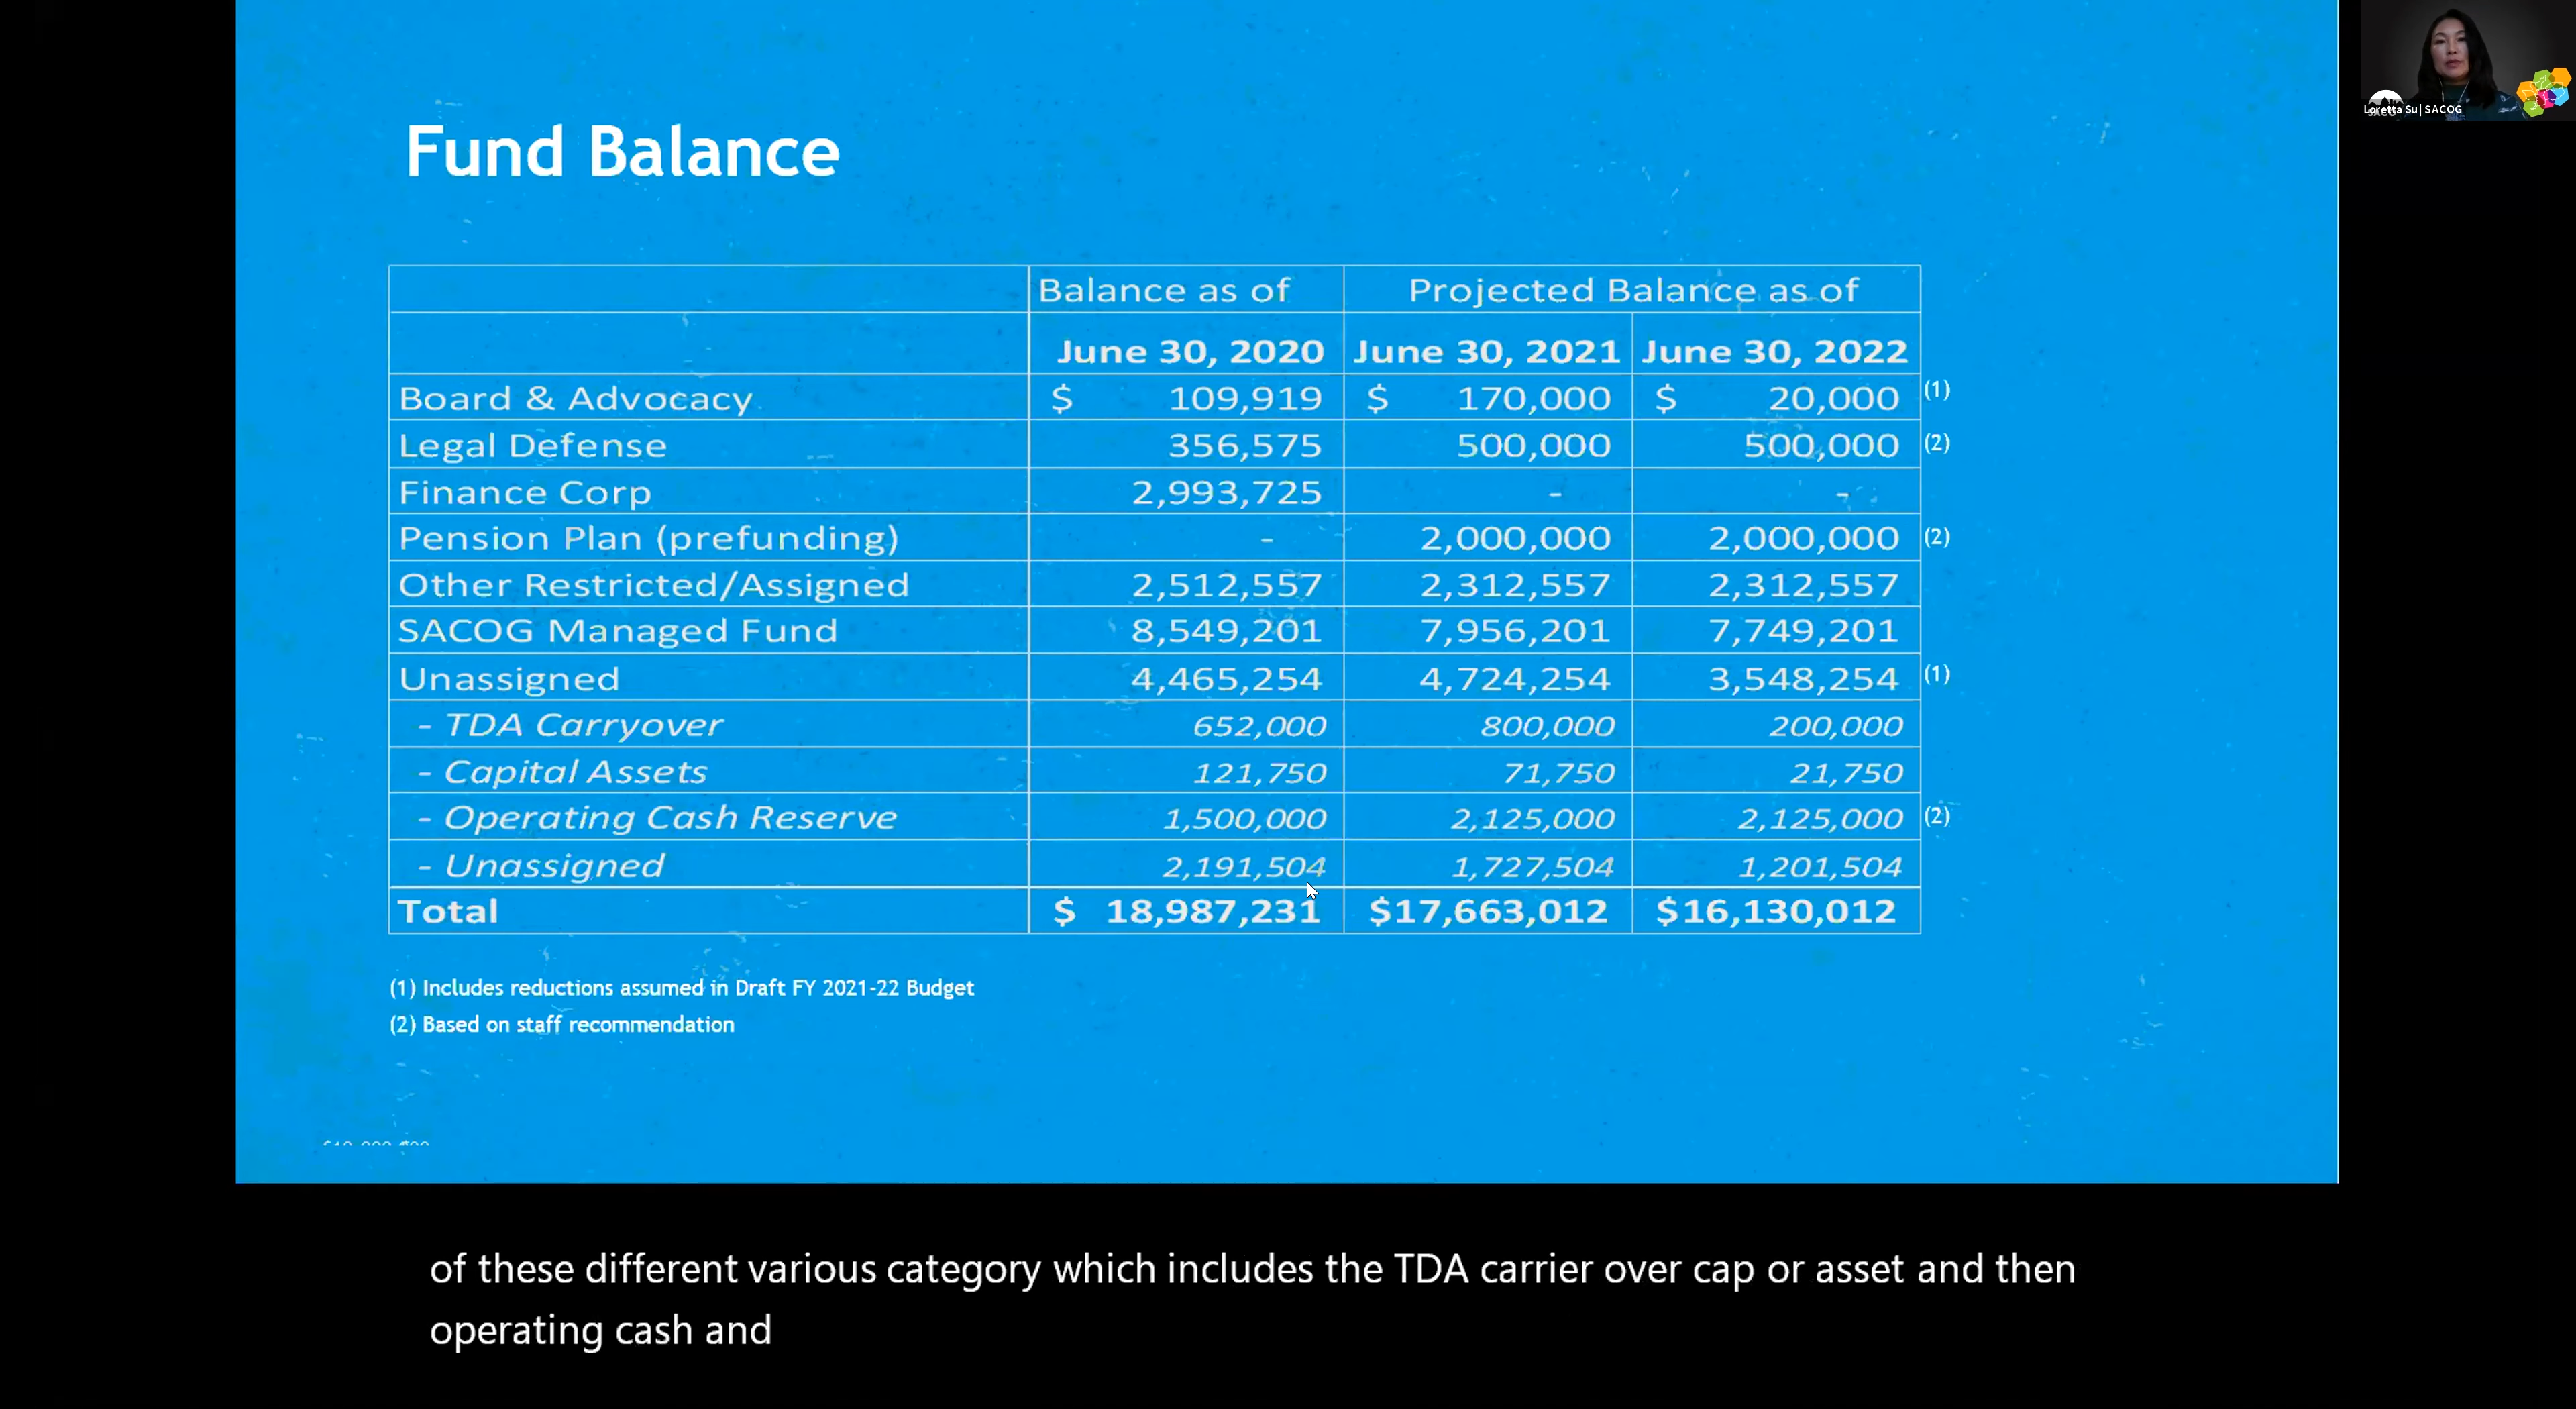 Loretta Su | SACOG
Fund Balance
Balance as of Projected Balance as of
June 30, 2020 June 30, 2021 June 30, 2022
Board & Advocacy $ 109,919 $ 170,000 $ 20,000 (1)
Legal Defense 356,575 500,000 500,000 (2)
Finance Corp 2,993,725 - -
Pension Plan (prefunding) - 2,000,000 2,000,000 (2)
Other Restricted/Assigned 2,512,557 2,312,557 2,312,557
SACOG Managed Fund 8,549,201 7,956,201 7,749,201
Unassigned 4,465,254 4,724,254 3,548,254 (1)
- TDA Carryover 652,000 800,000 200,000
- Capital Assets 121,750 71,750 21,750
- Operating Cash Reserve 1,500,000 2,125,000 2,125,000 (2)
- Unassigned 2,191,504 1,727,504 1,201,504
Total $ 18,987,231 $17,663,012 $16,130,012
(1) Includes reductions assumed in Draft FY 2021-22 Budget
(2) Based on staff recommendation
of these different various category which includes the TDA carrier over cap or asset and then
operating cash and